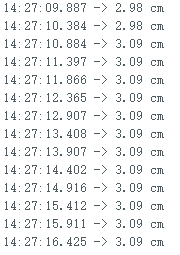 14:27:09.887 -> 2.98 cm
14:27:10.384 -> 2.98 cm
14:27:10.884 -> 3.09 cm
14:27:11.397 -> 3.09 cm
14:27:11.866 -> 3.09 cm
14:27:12.365 -> 3.09 cm
14:27:12.907 -> 3.09 cm
14:27:13.408 -> 3.09 cm
14:27:13.907 -> 3.09 cm
14:27:14.402 -> 3.09 cm
14:27:14.916 -> 3.09 cm
14:27:15.412 -> 3.09 cm
14:27:15.911 -> 3.09 cm
14:27:16.425 -> 3.09 cm